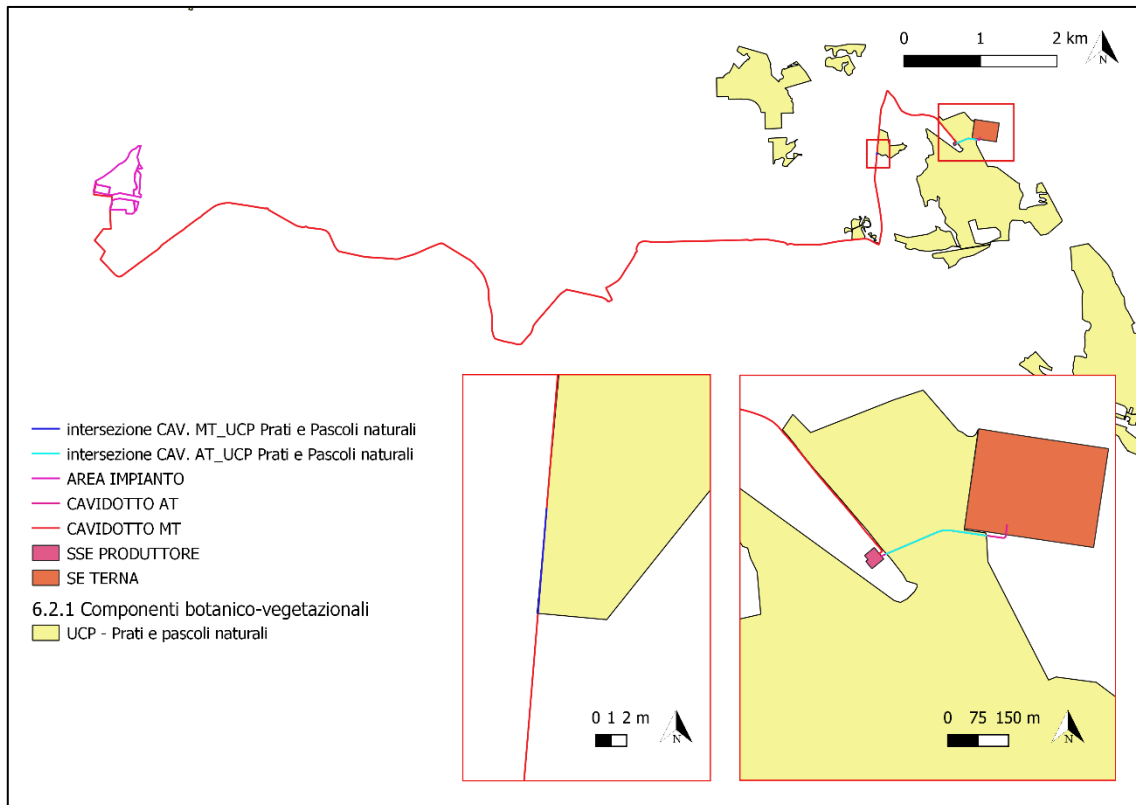 0 1 2 km
N
intersezione CAV. MT_UCP Prati e Pascoli naturali
intersezione CAV. AT_UCP Prati e Pascoli naturali
AREA IMPIANTO
CAVIDOTTO AT
CAVIDOTTO MT
SSE PRODUTTORE
SE TERNA
6.2.1 Componenti botanico-vegetazionali
UCP - Prati e pascoli naturali
0 1 2 m
N
0 75 150 m
N